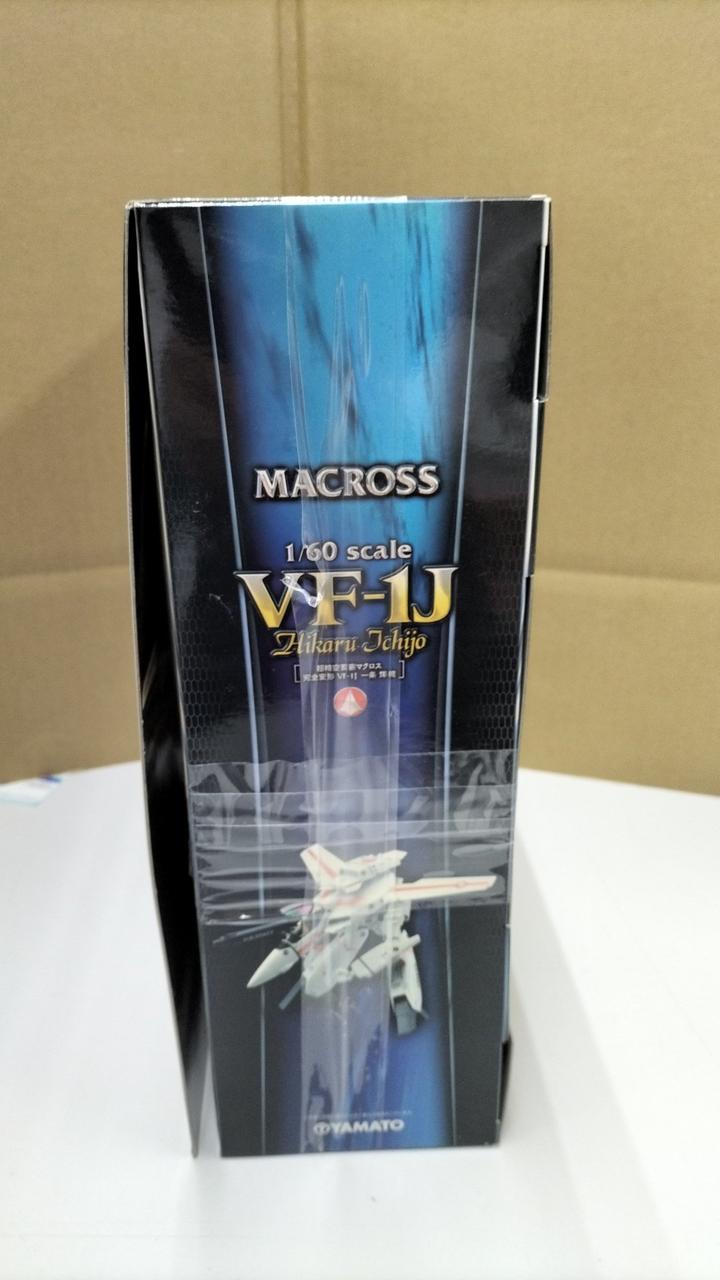 MACROSS
1/60 scale
VF-1J
Hikaru Ichijo
超時空要塞マクロス
完全変形 VF-1J 一条 輝機
YAMATO